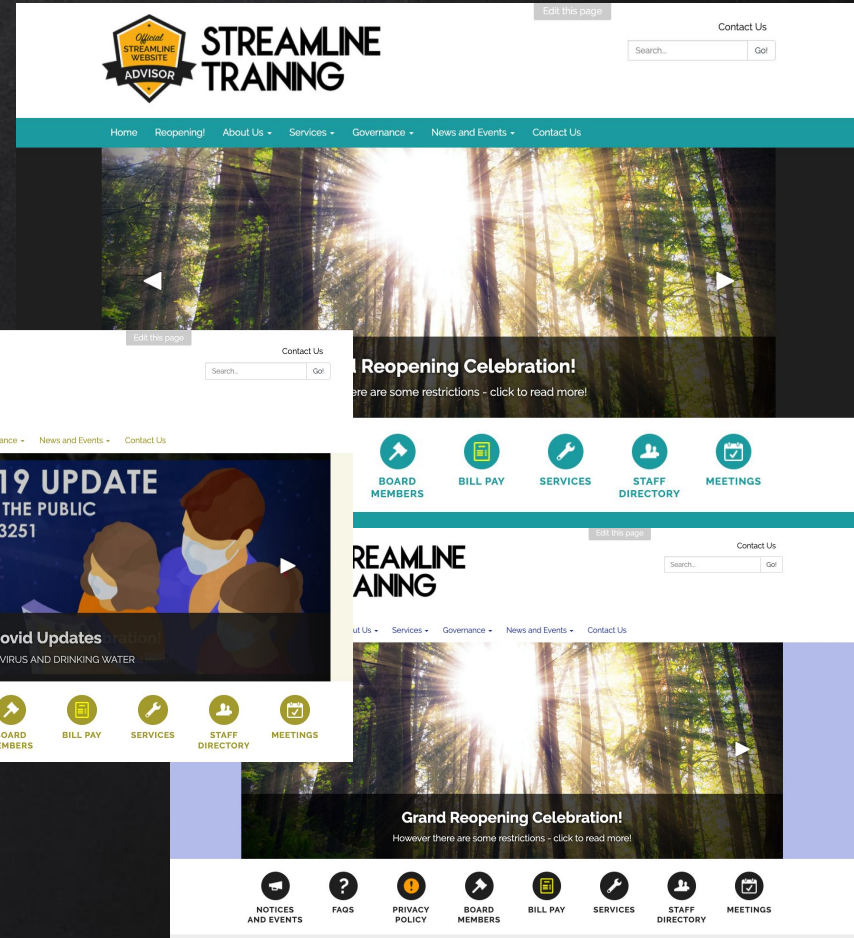 Edit this page
Contact Us
Official
STREAMLINE
WEBSITE
ADVISOR
STREAMLINE
TRAINING
Search... Go!
Home Reopening! About Us Services Governance News and Events Contact Us
Reopening Celebration!
ere are some restrictions - click to read more!
BOARD
MEMBERS
BILL PAY
SERVICES
STAFF
DIRECTORY
MEETINGS
Edit this page
Contact Us
Search... Go!
ance News and Events Contact Us
19 UPDATE
THE PUBLIC
3251
ovid Updates
VIRUS AND DRINKING WATER
OARD
EMBERS
BILL PAY
SERVICES
STAFF
DIRECTORY
MEETINGS
Edit this page
Contact Us
REAMLINE
AINING
Search... Go!
ut Us Services Governance News and Events Contact Us
Grand Reopening Celebration!
However there are some restrictions - click to read more!
NOTICES
AND EVENTS
FAQS
PRIVACY
POLICY
BOARD
MEMBERS
BILL PAY
SERVICES
STAFF
DIRECTORY
MEETINGS